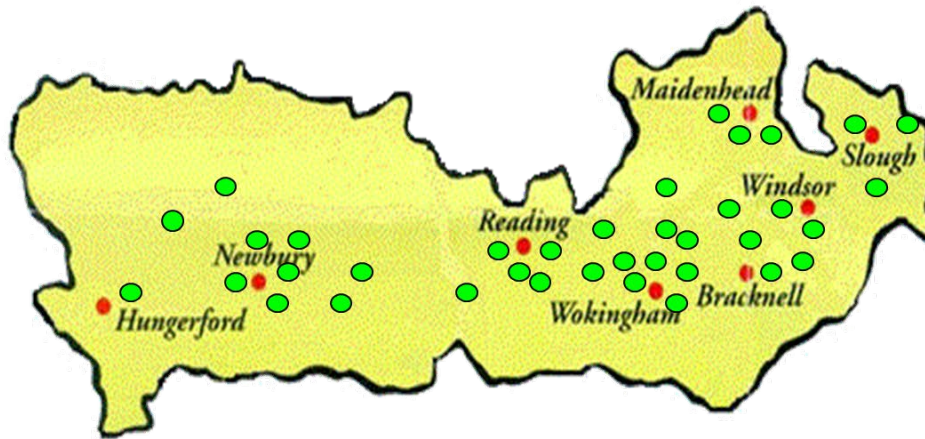 Maidenhead
Slough
Windsor
Reading
Newbury
Bracknell
Wokingham
Hungerford